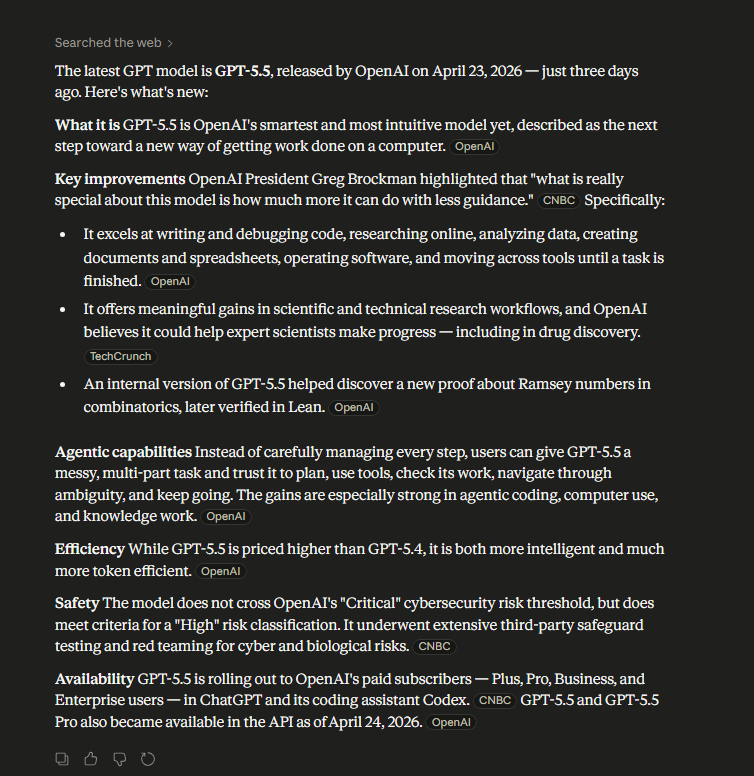 Searched the web >
The latest GPT model is GPT-5.5, released by OpenAI on April 23, 2026 — just three days
ago. Here's what's new:
What it is GPT-5.5 is OpenAI's smartest and most intuitive model yet, described as the next
step toward a new way of getting work done on a computer. OpenAI
Key improvements OpenAI President Greg Brockman highlighted that "what is really
special about this model is how much more it can do with less guidance." CNBC Specifically:
• It excels at writing and debugging code, researching online, analyzing data, creating
documents and spreadsheets, operating software, and moving across tools until a task is
finished. OpenAI
• It offers meaningful gains in scientific and technical research workflows, and OpenAI
believes it could help expert scientists make progress — including in drug discovery.
TechCrunch
• An internal version of GPT-5.5 helped discover a new proof about Ramsey numbers in
combinatorics, later verified in Lean. OpenAI
Agentic capabilities Instead of carefully managing every step, users can give GPT-5.5 a
messy, multi-part task and trust it to plan, use tools, check its work, navigate through
ambiguity, and keep going. The gains are especially strong in agentic coding, computer use,
and knowledge work. OpenAI
Efficiency While GPT-5.5 is priced higher than GPT-5.4, it is both more intelligent and much
more token efficient. OpenAI
Safety The model does not cross OpenAI's "Critical" cybersecurity risk threshold, but does
meet criteria for a "High" risk classification. It underwent extensive third-party safeguard
testing and red teaming for cyber and biological risks. CNBC
Availability GPT-5.5 is rolling out to OpenAI's paid subscribers — Plus, Pro, Business, and
Enterprise users — in ChatGPT and its coding assistant Codex. CNBC GPT-5.5 and GPT-5.5
Pro also became available in the API as of April 24, 2026. OpenAI